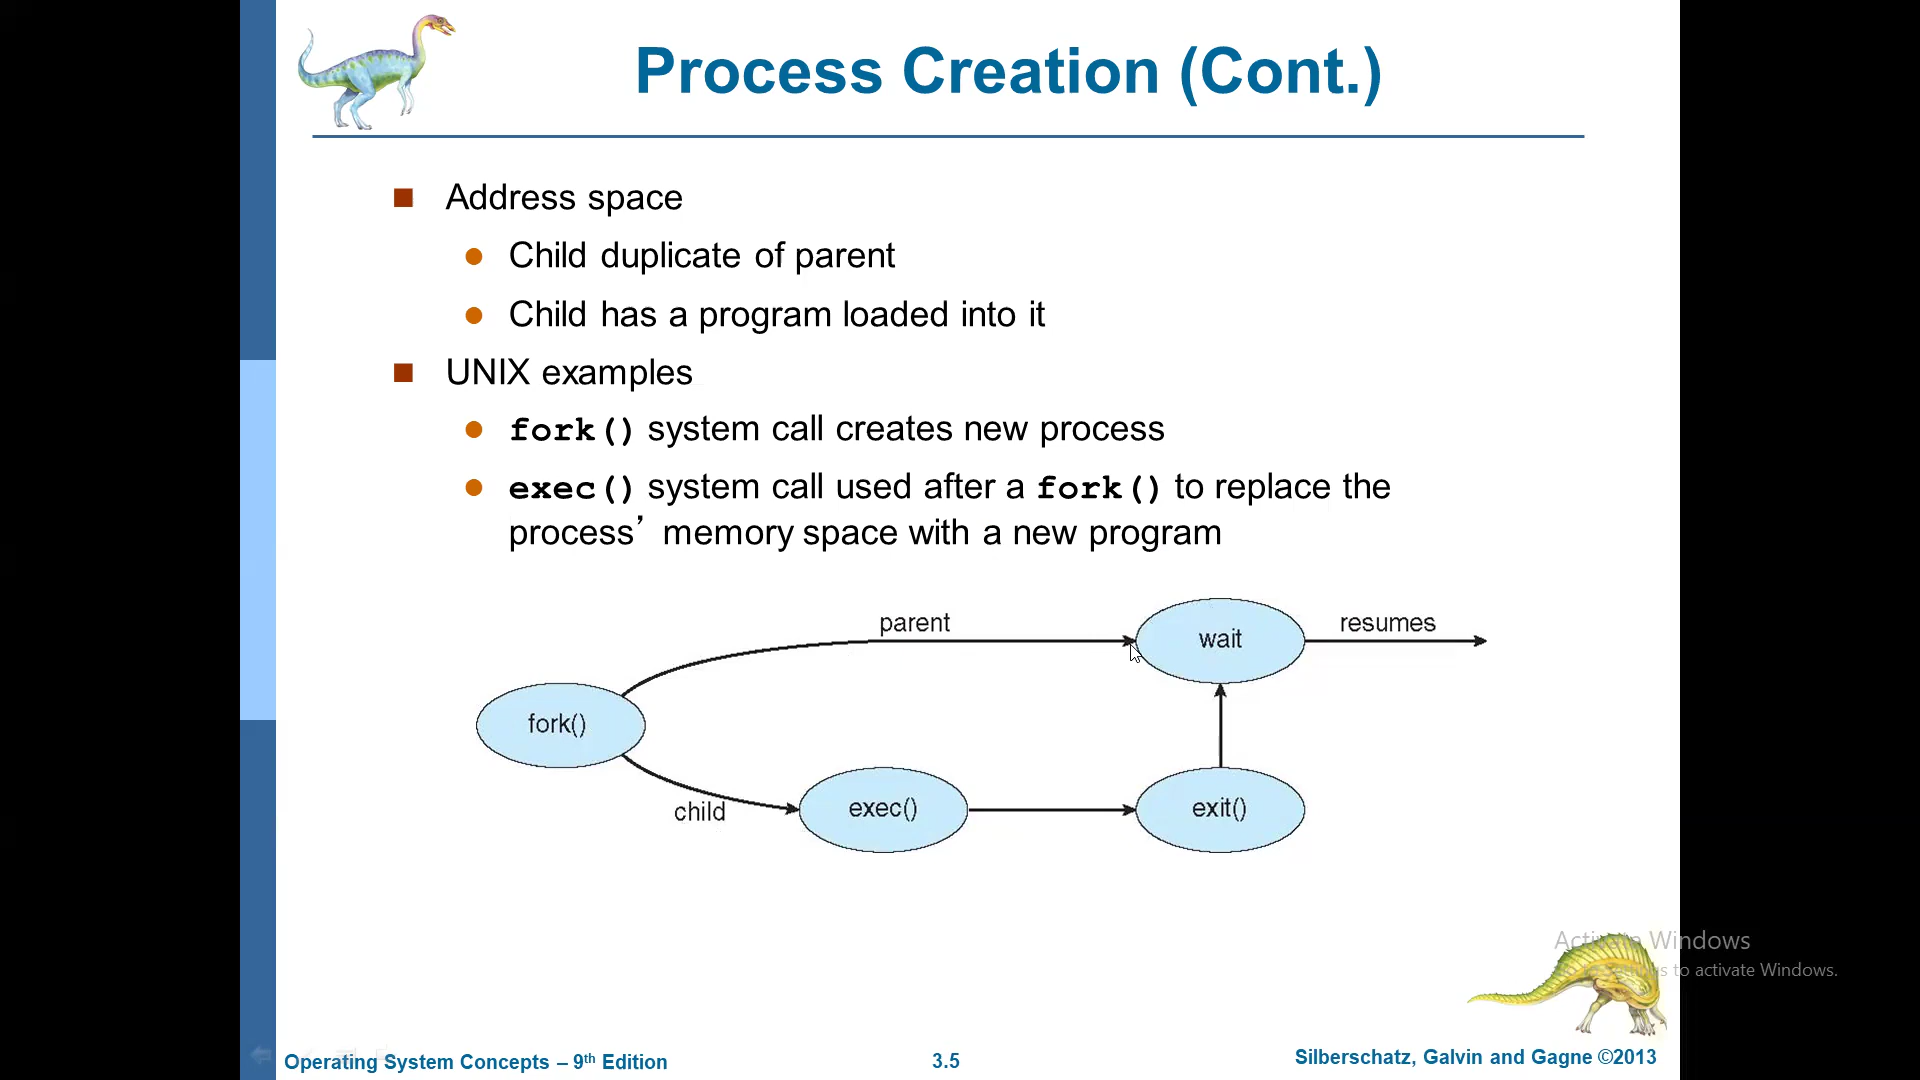 Process Creation (Cont.)
Address space
Child duplicate of parent
Child has a program loaded into it
UNIX examples
fork() system call creates new process
exec() system call used after a fork() to replace the
process’ memory space with a new program
parent
wait
resumes
fork()
child
exec()
exit()
Activate Windows
to activate Windows.
Operating System Concepts – 9th Edition
3.5
Silberschatz, Galvin and Gagne ©2013